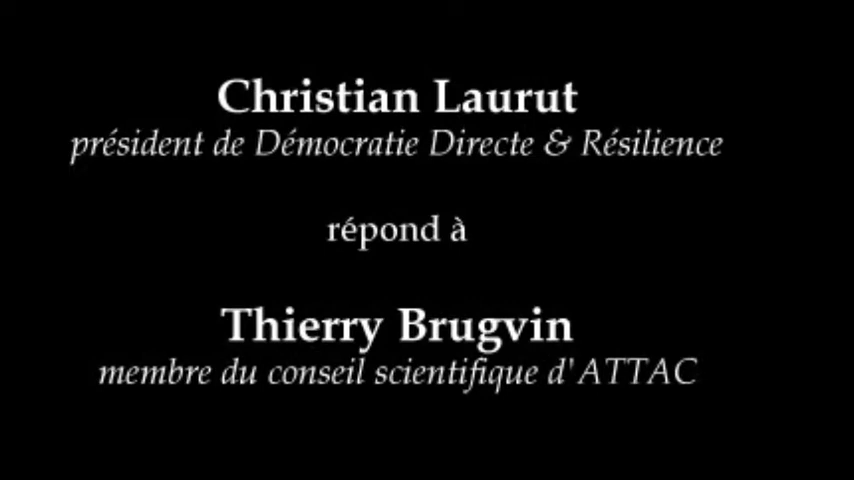 Christian Laurut
président de Démocratie Directe & Résilience
répond à
Thierry Brugvin
membre du conseil scientifique d'ATTAC